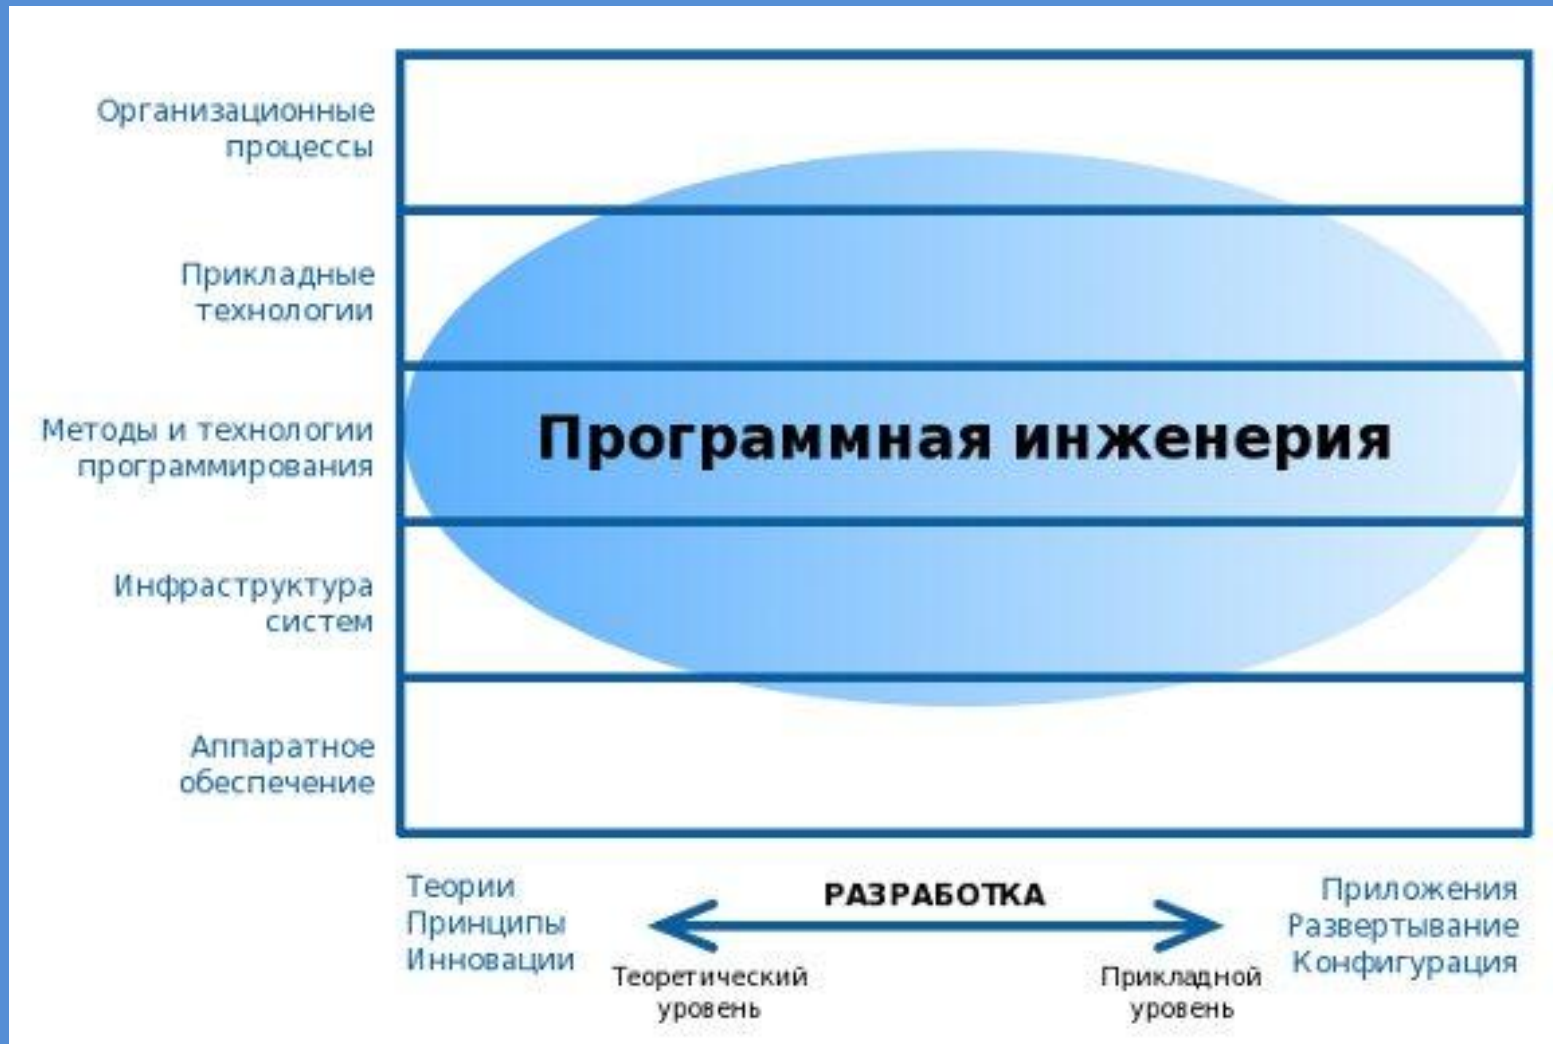 Организационные
процессы
Прикладные
технологии
Методы и технологии
программирования
Программная инженерия
Инфраструктура
систем
Аппаратное
обеспечение
Теории
Принципы
Инновации
РАЗРАБОТКА
Теоретический
уровень
Прикладной
уровень
Приложения
Развертывание
Конфигурация